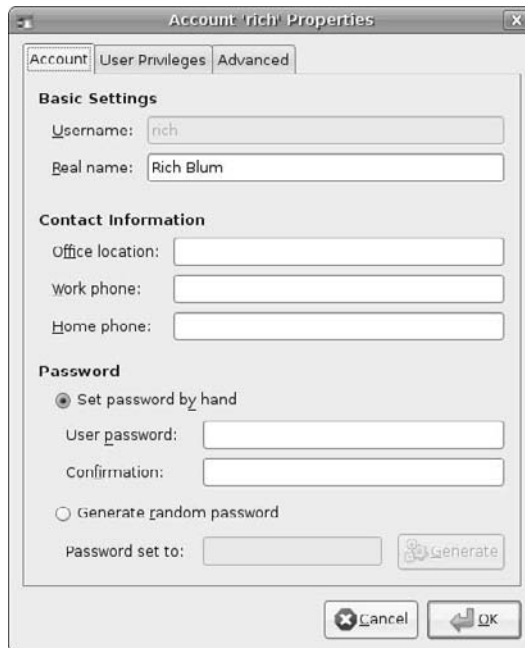 Account 'rich' Properties
Account User Privileges Advanced
Basic Settings
Username: rich
Real name: Rich Blum
Contact Information
Office location:
Work phone:
Home phone:
Password
Set password by hand
User password:
Confirmation:
Generate random password
Password set to: Generate
Cancel OK